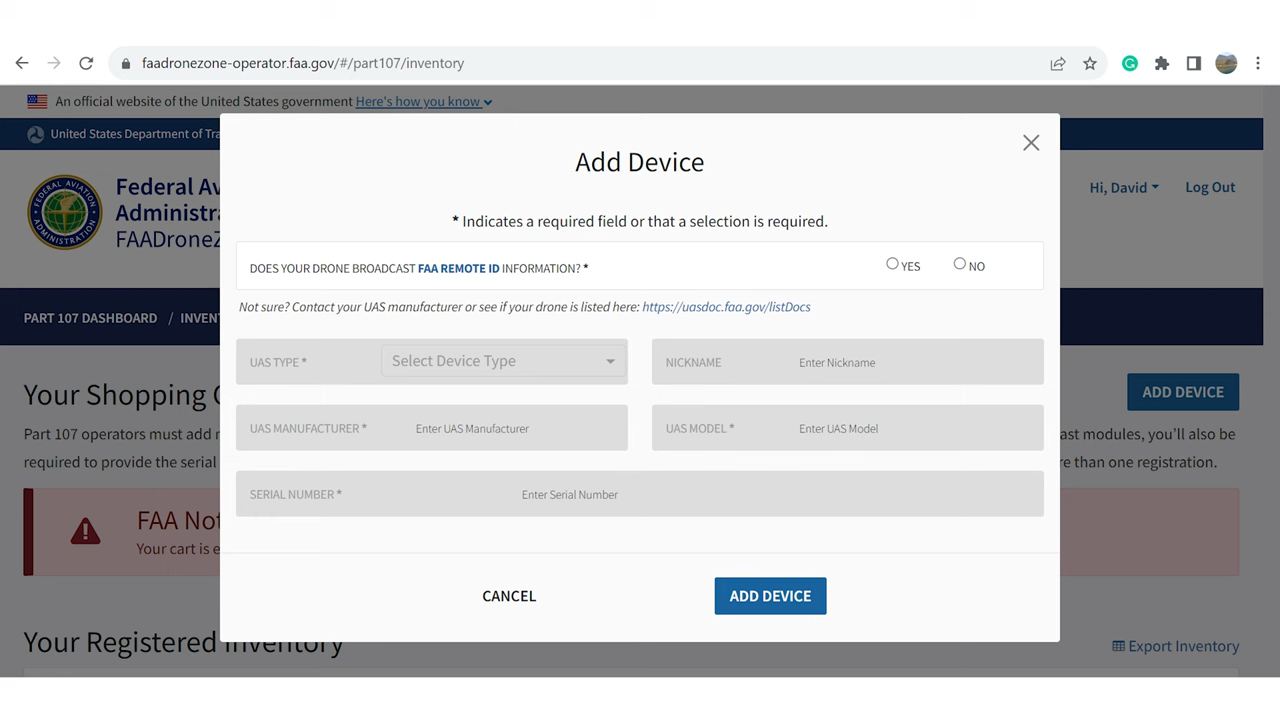 faadronezone-operator.faa.gov/#/part107/inventory
An official website of the United States government Here's how you know
United States Department of Tra
Add Device
Federal Av
Administra
FAADroneZ
Hi, David
Log Out
* Indicates a required field or that a selection is required.
DOES YOUR DRONE BROADCAST FAA REMOTE ID INFORMATION? *
YES
NO
Not sure? Contact your UAS manufacturer or see if your drone is listed here: https://uasdoc.faa.gov/listDocs
PART 107 DASHBOARD / INVEN
UAS TYPE * Select Device Type
NICKNAME Enter Nickname
Your Shopping C
ADD DEVICE
UAS MANUFACTURER * Enter UAS Manufacturer
UAS MODEL * Enter UAS Model
Part 107 operators must add
ast modules, you'll also be
required to provide the serial
re than one registration.
SERIAL NUMBER * Enter Serial Number
FAA Not
Your cart is e
CANCEL
ADD DEVICE
Your Registered Inventory
Export Inventory